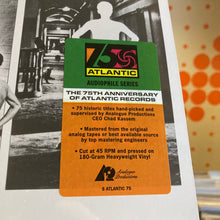 75
ATLANTIC
AUDIOPHILE SERIES
THE 75TH ANNIVERSARY
OF ATLANTIC RECORDS
• 75 historic titles hand-picked and
supervised by Analogue Productions
CEO Chad Kassem
• Mastered from the original
analog tapes or best available source
by top mastering engineers
• Cut at 45 RPM and pressed on
180-Gram Heavyweight Vinyl
Analogue
Productions
S ATLANTIC 75